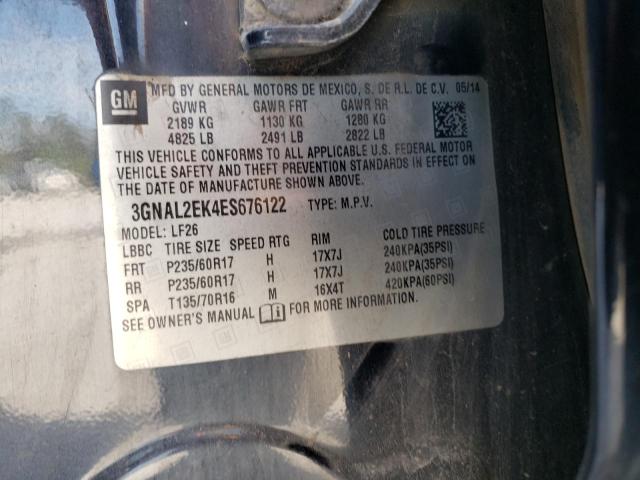 GM
MFD BY GENERAL MOTORS DE MEXICO, S. DE R.L. DE C.V. 05/14
GVWR GAWR FRT GAWR RR
2189 KG 1130 KG 1280 KG
4825 LB 2491 LB 2822 LB
THIS VEHICLE CONFORMS TO ALL APPLICABLE U.S. FEDERAL MOTOR
VEHICLE SAFETY AND THEFT PREVENTION STANDARDS IN EFFECT ON
THE DATE OF MANUFACTURE SHOWN ABOVE.
3GNAL2EK4ES676122 TYPE: M.P.V.
MODEL: LF26
LBBC TIRE SIZE SPEED RTG RIM COLD TIRE PRESSURE
FRT P235/60R17 H 17X7J 240KPA(35PSI)
RR P235/60R17 H 17X7J 240KPA(35PSI)
SPA T135/70R16 M 16X4T 420KPA(60PSI)
SEE OWNER'S MANUAL FOR MORE INFORMATION.